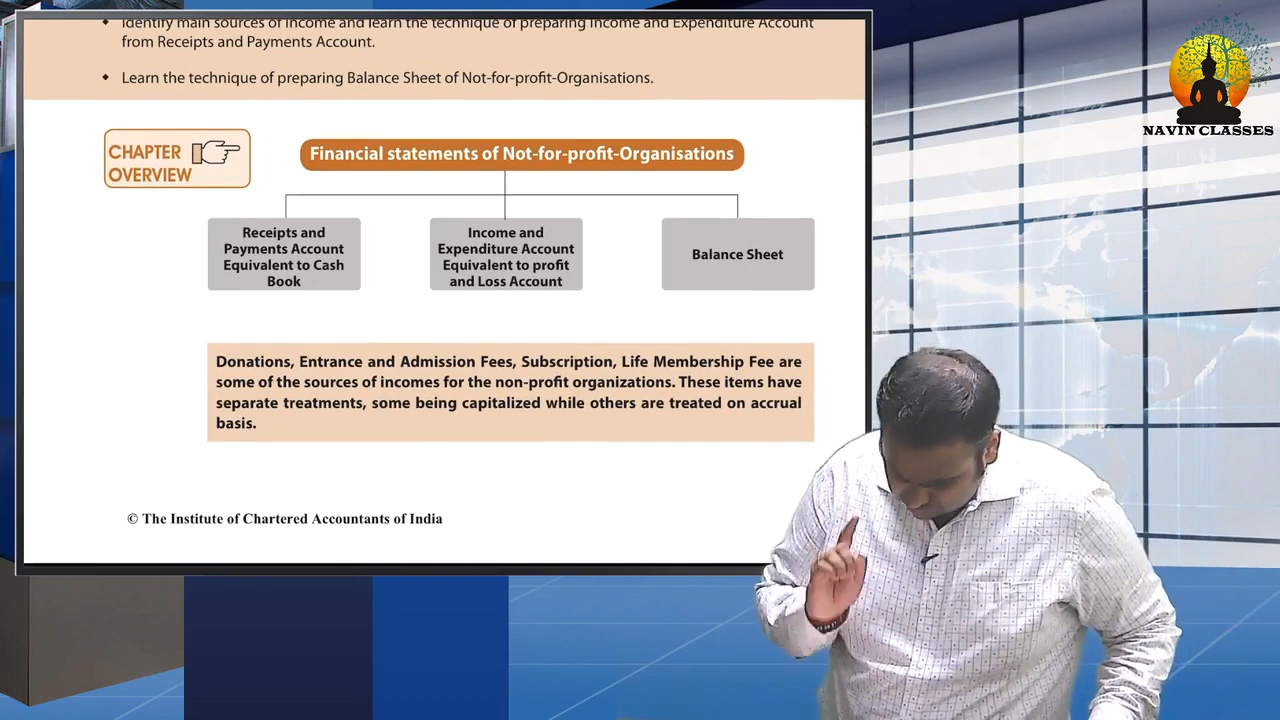 Identify main sources of income and learn the technique of preparing Income and Expenditure Account
from Receipts and Payments Account.
Learn the technique of preparing Balance Sheet of Not-for-profit-Organisations.
CHAPTER
OVERVIEW
Financial statements of Not-for-profit-Organisations
Receipts and
Payments Account
Equivalent to Cash
Book
Income and
Expenditure Account
Equivalent to profit
and Loss Account
Balance Sheet
Donations, Entrance and Admission Fees, Subscription, Life Membership Fee are
some of the sources of incomes for the non-profit organizations. These items have
separate treatments, some being capitalized while others are treated on accrual
basis.
© The Institute of Chartered Accountants of India
NAVIN CLASSES